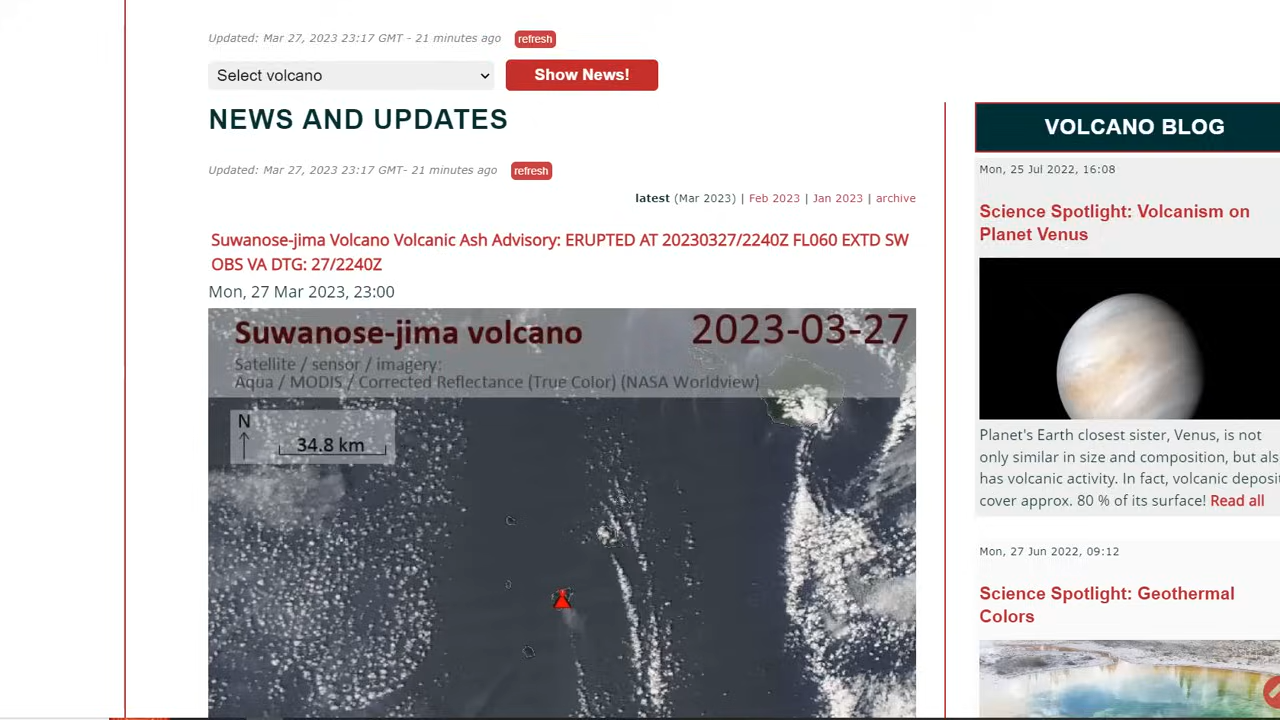 Updated: Mar 27, 2023 23:17 GMT - 21 minutes ago refresh
Select volcano Show News!
NEWS AND UPDATES
Updated: Mar 27, 2023 23:17 GMT- 21 minutes ago refresh
latest (Mar 2023) | Feb 2023 | Jan 2023 | archive
Suwanose-jima Volcano Volcanic Ash Advisory: ERUPTED AT 20230327/2240Z FL060 EXTD SW
OBS VA DTG: 27/2240Z
Mon, 27 Mar 2023, 23:00
Suwanose-jima volcano 2023-03-27
Satellite / sensor / imagery:
Aqua / MODIS / Corrected Reflectance (True Color) (NASA Worldview)
N
34.8 km
VOLCANO BLOG
Mon, 25 Jul 2022, 16:08
Science Spotlight: Volcanism on
Planet Venus
Planet's Earth closest sister, Venus, is not
only similar in size and composition, but als
has volcanic activity. In fact, volcanic deposit
cover approx. 80 % of its surface! Read all
Mon, 27 Jun 2022, 09:12
Science Spotlight: Geothermal
Colors